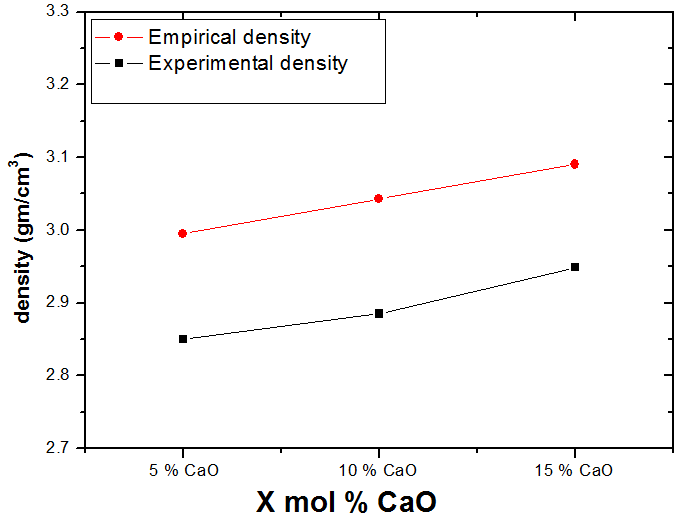 3.3
3.2
3.1
3.0
2.9
2.8
2.7
density (gm/cm³)
Empirical density
Experimental density
5 % CaO
10 % CaO
15 % CaO
X mol % CaO